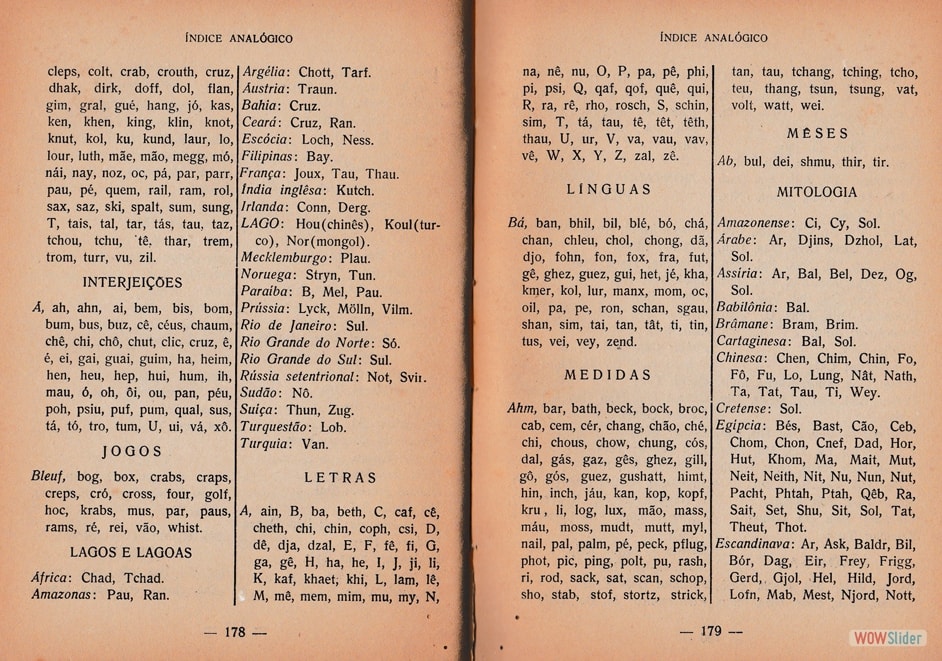 ÍNDICE ANALÓGICO
cleps, colt, crab, crouth, cruz,
dhak, dirk, doff, dol, flan,
gim, gral, gué, hang, jó, kas,
ken, khen, king, klin, knot,
knut, kol, ku, kund, laur, lo,
lour, luth, mãe, mão, megg, mó,
nái, nay, noz, oc, pá, par, parr,
pau, pé, quem, rail, ram, rol,
sax, saz, ski, spalt, sum, sung,
T, tais, tal, tar, tás, tau, taz,
tchou, tchu, tê, thar, trem,
trom, turr, vu, zil.
INTERJEIÇÕES
Á, ah, ahn, ai, bem, bis, bom,
bum, bus, buz, cê, céus, chaum,
chê, chi, chô, chut, clic, cruz, ê,
é, ei, gai, guai, guim, ha, heim,
hen, heu, hep, hui, hum, ih,
mau, ó, oh, ôi, ou, pan, péu,
poh, psiu, puf, pum, qual, sus,
tá, tó, tro, tum, U, ui, vá, xô.
JOGOS
Bleuf, bog, box, crabs, craps,
creps, cró, cross, four, golf,
hoc, krabs, mus, par, paus,
rams, ré, rei, vão, whist.
LAGOS E LAGOAS
África: Chad, Tchad.
Amazonas: Pau, Ran.
Argélia: Chott, Tarf.
Áustria: Traun.
Bahia: Cruz.
Ceará: Cruz, Ran.
Escócia: Loch, Ness.
Filipinas: Bay.
França: Joux, Tau, Thau.
Índia inglêsa: Kutch.
Irlanda: Conn, Derg.
LAGO: Hou(chinês), Koul(tur-
co), Nor(mongol).
Mecklemburgo: Plau.
Noruega: Stryn, Tun.
Paraíba: B, Mel, Pau.
Prússia: Lyck, Mölln, Vilm.
Rio de Janeiro: Sul.
Rio Grande do Norte: Só.
Rio Grande do Sul: Sul.
Rússia setentrional: Not, Svir.
Sudão: Nô.
Suiça: Thun, Zug.
Turquestão: Lob.
Turquia: Van.
LETRAS
A, ain, B, ba, beth, C, caf, cê,
cheth, chi, chin, coph, csi, D,
dê, dja, dzal, E, F, fê, fi, G,
ga, gê, H, ha, he, I, J, ji, li,
K, kaf, khaet, khi, L, lam, lê,
M, mê, mem, mim, mu, my, N,
— 178 —
ÍNDICE ANALÓGICO
na, nê, nu, O, P, pa, pê, phi,
pi, psi, Q, qaf, qof, quê, qui,
R, ra, rê, rho, rosch, S, schin,
sim, T, tá, tau, tê, têt, têth,
thau, U, ur, V, va, vau, vav,
vê, W, X, Y, Z, zal, zê.
LÍNGUAS
Bá, ban, bhil, bil, blé, bó, chá,
chan, chleu, chol, chong, dã,
djo, fohn, fon, fox, fra, fut,
gê, ghez, guez, gui, het, jé, kha,
kmer, kol, lur, manx, mom, oc,
oil, pa, pe, ron, schan, sgau,
shan, sim, tai, tan, tât, ti, tin,
tus, vei, vey, zend.
MEDIDAS
Ahm, bar, bath, beck, bock, broc,
cab, cem, cér, chang, chão, ché,
chi, chous, chow, chung, cós,
dal, gás, gaz, gês, ghez, gill,
gô, gós, guez, gushatt, himt,
hin, inch, jáu, kan, kop, kopf,
kru, li, log, lux, mão, mass,
máu, moss, mudt, mutt, myl,
nail, pal, palm, pé, peck, pflug,
phot, pic, ping, polt, pu, rash,
ri, rod, sack, sat, scan, schop,
sho, stab, stof, stortz, strick,
tan, tau, tchang, tching, tcho,
teu, thang, tsun, tsung, vat,
volt, watt, wei.
MÊSES
Ab, bul, dei, shmu, thir, tir.
MITOLOGIA
Amazonense: Ci, Cy, Sol.
Árabe: Ar, Djins, Dzhol, Lat,
Sol.
Assíria: Ar, Bal, Bel, Dez, Og,
Sol.
Babilônia: Bal.
Brâmane: Bram, Brim.
Cartaginesa: Bal, Sol.
Chinesa: Chen, Chim, Chin, Fo,
Fô, Fu, Lo, Lung, Nât, Nath,
Ta, Tat, Tau, Ti, Wey.
Cretense: Sol.
Egípcia: Bés, Bast, Cão, Ceb,
Chom, Chon, Cnef, Dad, Hor,
Hut, Khom, Ma, Mait, Mut,
Neit, Neith, Nit, Nu, Nun, Nut,
Pacht, Phtah, Ptah, Qêb, Ra,
Sait, Set, Shu, Sit, Sol, Tat,
Theut, Thot.
Escandinava: Ar, Ask, Baldr, Bil,
Bór, Dag, Eir, Frey, Frigg,
Gerd, Gjol, Hel, Hild, Jord,
Lofn, Mab, Mest, Njord, Nott,
— 179 —
WOWSlider